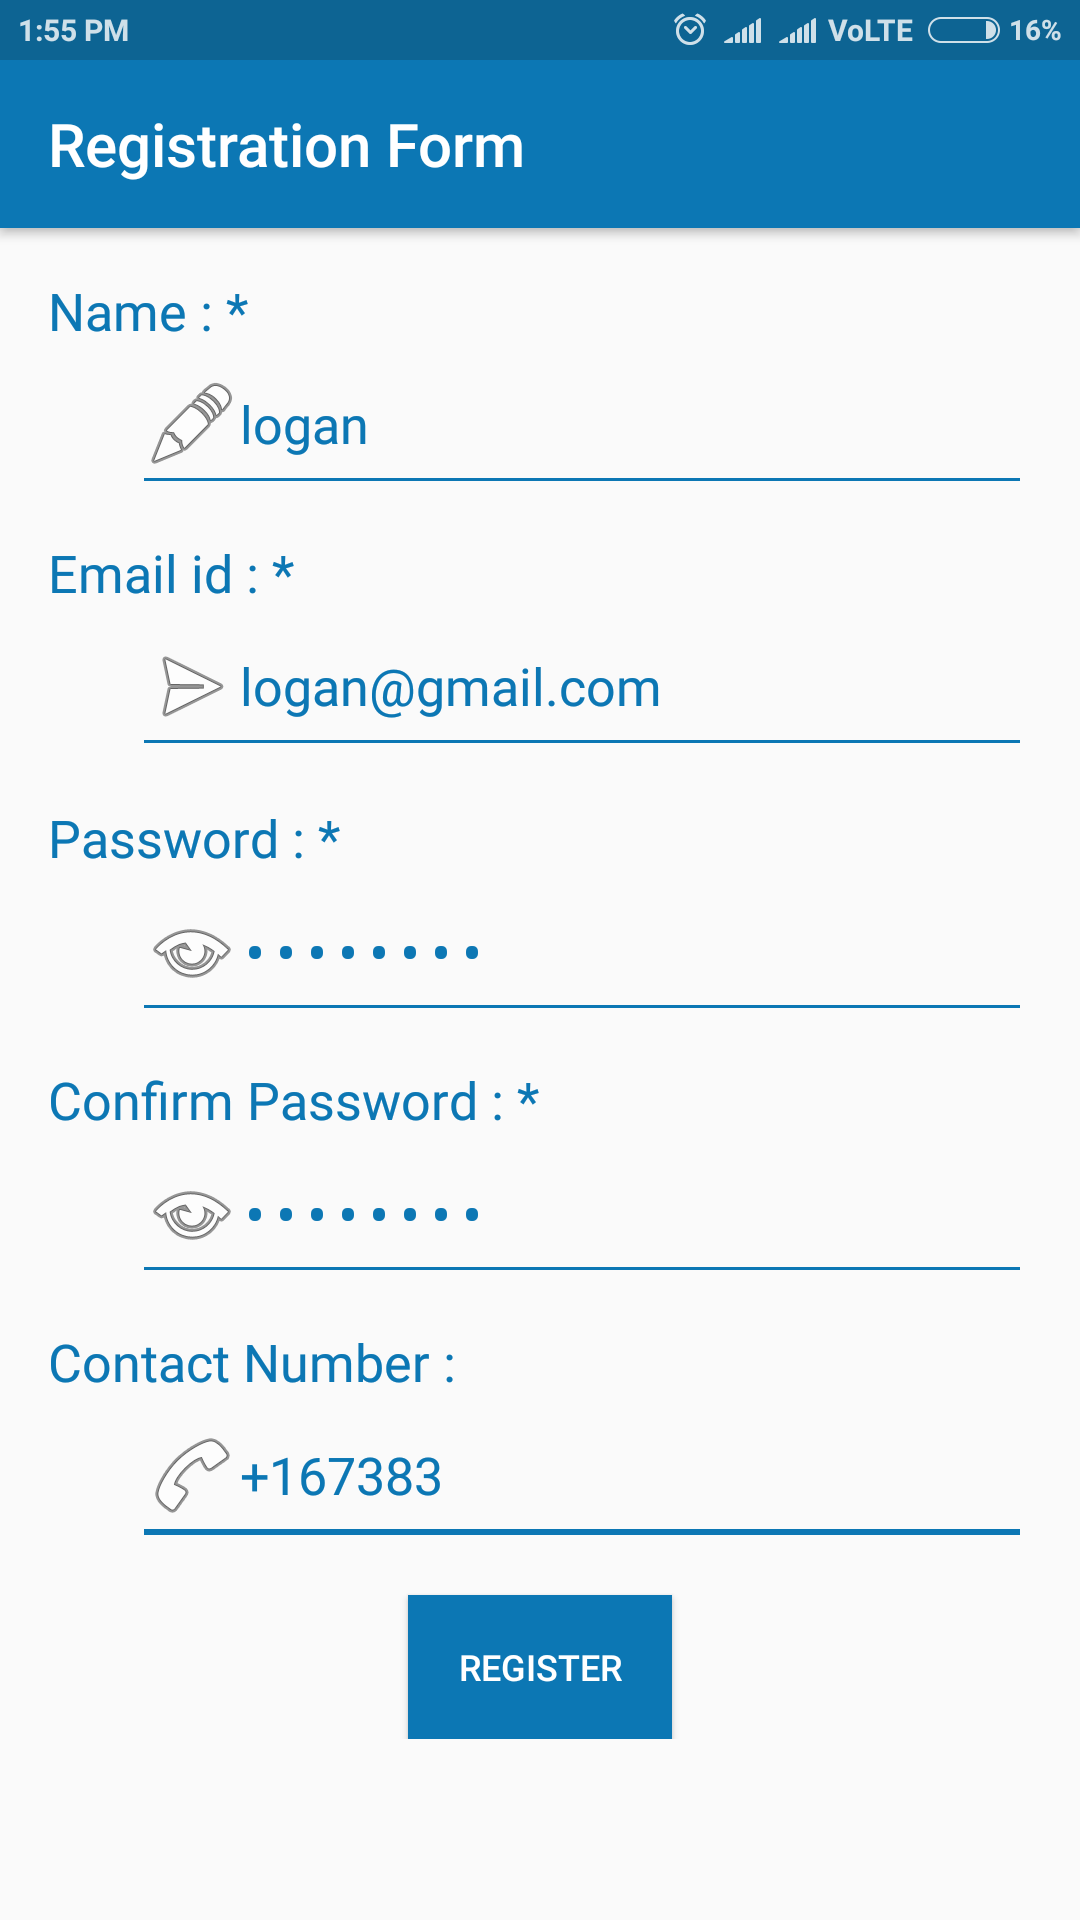 1:55 PM VoLTE 16%
Registration Form
Name : *
logan
Email id : *
logan@gmail.com
Password : *
••••••••
Confirm Password : *
••••••••
Contact Number :
+167383
REGISTER